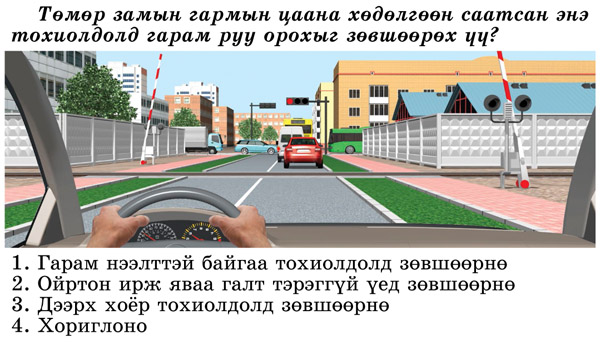 Төмөр замын гармын цаана хөдөлгөөн саатсан энэ
тохиолдолд гарам руу орохыг зөвшөөрөх үү?
1. Гарам нээлттэй байгаа тохиолдолд зөвшөөрнө
2. Ойртон ирж яваа галт тэрэггүй үед зөвшөөрнө
3. Дээрх хоёр тохиолдолд зөвшөөрнө
4. Хориглоно